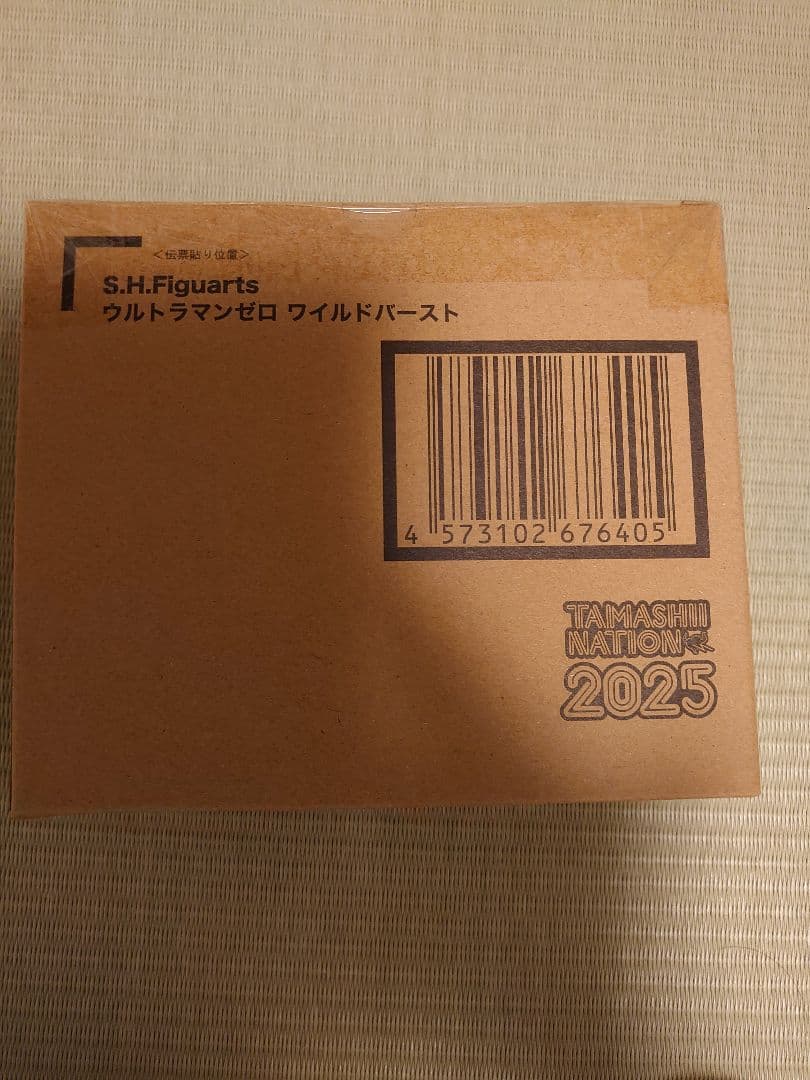 <伝票貼り位置>
S.H.Figuarts
ウルトラマンゼロ ワイルドバースト
4 573102 676405
TAMASHII
NATION
2025